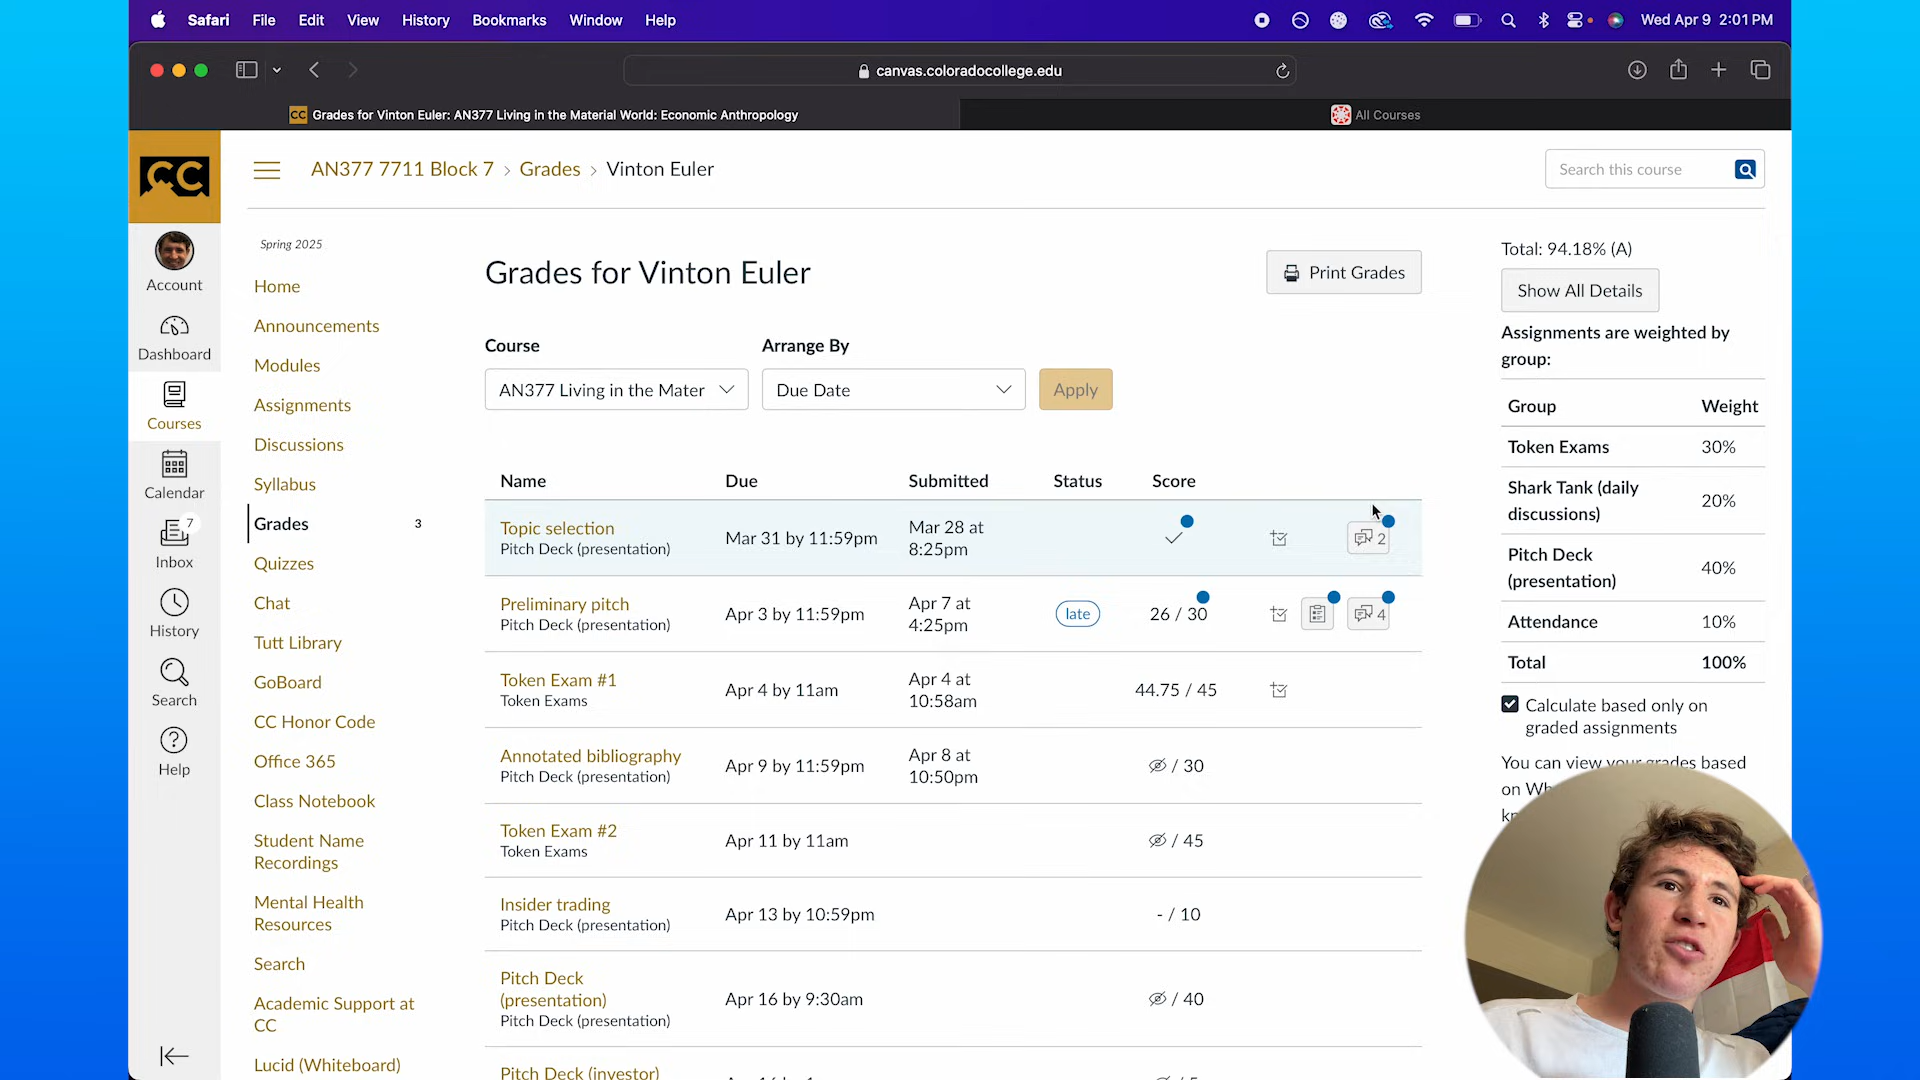 Safari File Edit View History Bookmarks Window Help Wed Apr 9 2:01 PM
canvas.coloradocollege.edu
CC Grades for Vinton Euler: AN377 Living in the Material World: Economic Anthropology
All Courses
CC
Account
Dashboard
Courses
Calendar
7
Inbox
History
Search
Help
AN377 7711 Block 7 › Grades › Vinton Euler
Search this course
Spring 2025
Home
Announcements
Modules
Assignments
Discussions
Syllabus
Grades 3
Quizzes
Chat
Tutt Library
GoBoard
CC Honor Code
Office 365
Class Notebook
Student Name
Recordings
Mental Health
Resources
Search
Academic Support at
CC
Lucid (Whiteboard)
Grades for Vinton Euler
Print Grades
Course
AN377 Living in the Mater
Arrange By
Due Date
Apply
Name Due Submitted Status Score
Topic selection
Pitch Deck (presentation)
Mar 31 by 11:59pm
Mar 28 at
8:25pm
2
Preliminary pitch
Pitch Deck (presentation)
Apr 3 by 11:59pm
Apr 7 at
4:25pm
late
26 / 30
4
Token Exam #1
Token Exams
Apr 4 by 11am
Apr 4 at
10:58am
44.75 / 45
Annotated bibliography
Pitch Deck (presentation)
Apr 9 by 11:59pm
Apr 8 at
10:50pm
/ 30
Token Exam #2
Token Exams
Apr 11 by 11am
/ 45
Insider trading
Pitch Deck (presentation)
Apr 13 by 10:59pm
- / 10
Pitch Deck
(presentation)
Pitch Deck (presentation)
Apr 16 by 9:30am
/ 40
Pitch Deck (investor)
Total: 94.18% (A)
Show All Details
Assignments are weighted by
group:
Group Weight
Token Exams 30%
Shark Tank (daily
discussions) 20%
Pitch Deck
(presentation) 40%
Attendance 10%
Total 100%
Calculate based only on
graded assignments
You can view your grades based
on